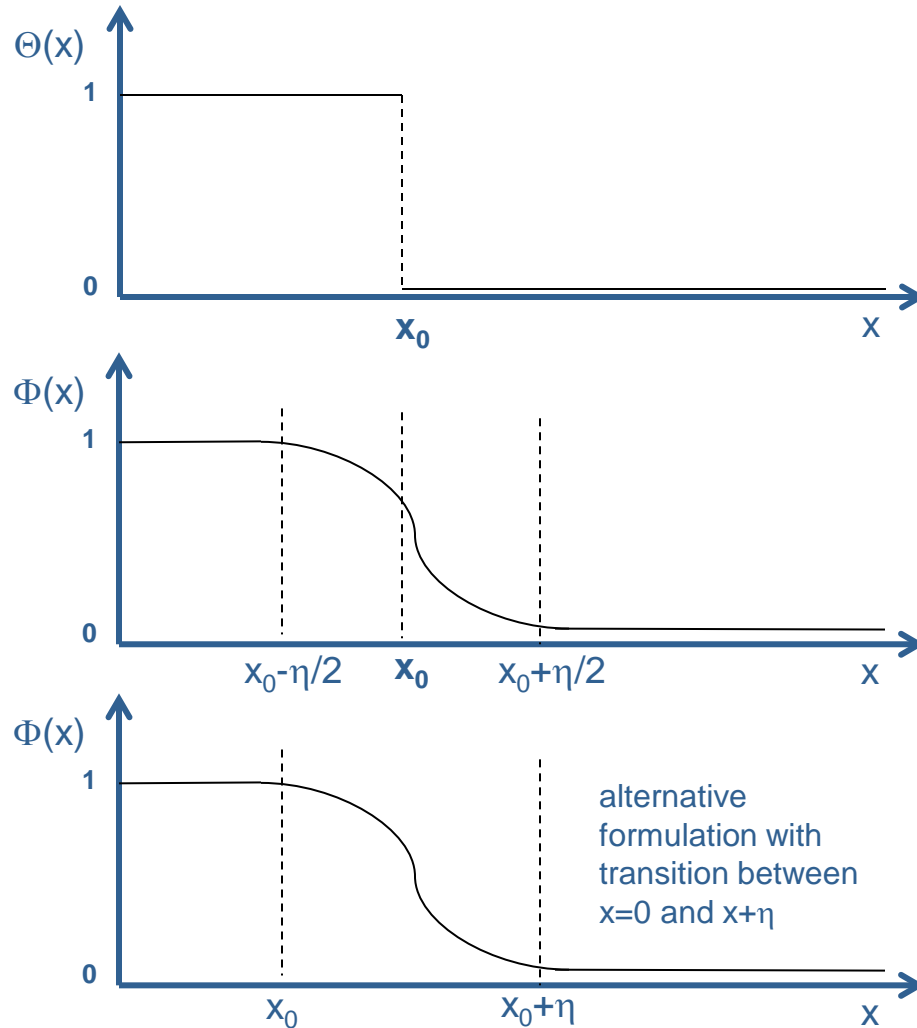 Θ(x)
1
0
x₀
x
Φ(x)
1
0
x₀-η/2
x₀
x₀+η/2
x
Φ(x)
1
alternative
formulation with
transition between
x=0 and x+η
0
x₀
x₀+η
x